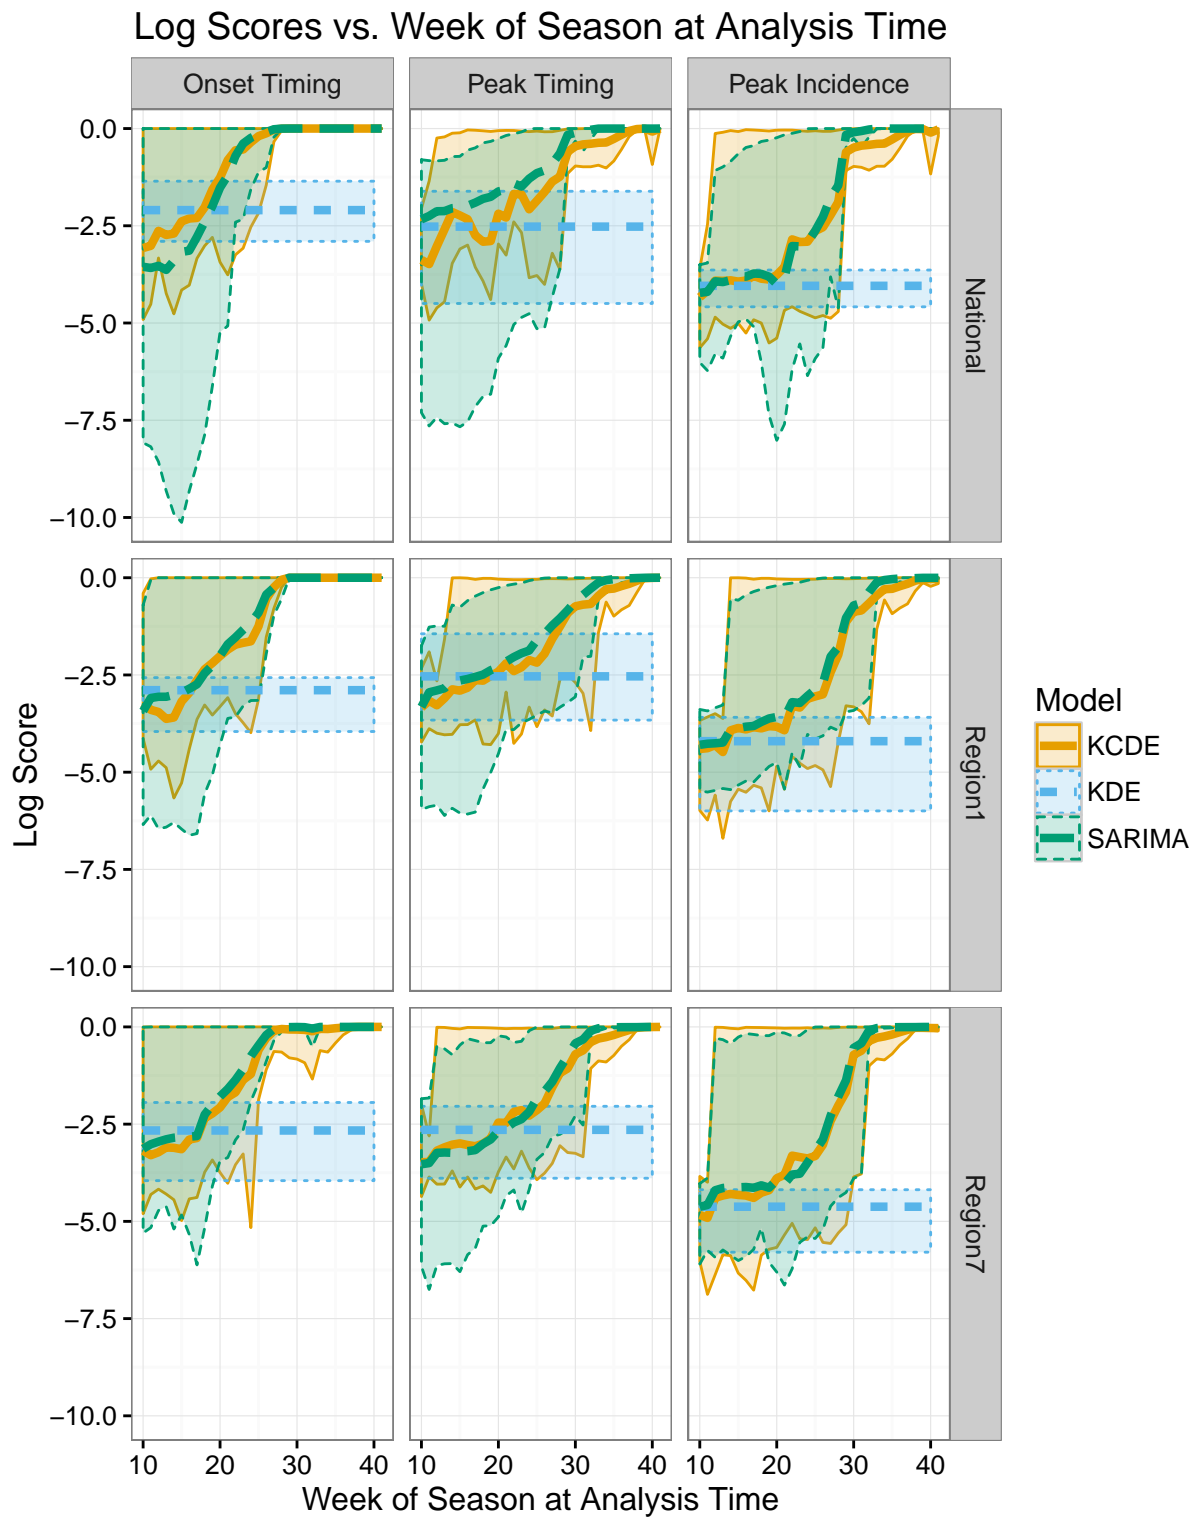 Log Scores vs. Week of Season at Analysis Time
Onset Timing
Peak Timing
Peak Incidence
0.0
−2.5
−5.0
−7.5
−10.0
National
0.0
−2.5
−5.0
−7.5
−10.0
Region1
0.0
−2.5
−5.0
−7.5
−10.0
Region7
Log Score
10 20 30 40 10 20 30 40 10 20 30 40
Week of Season at Analysis Time
Model
KCDE
KDE
SARIMA